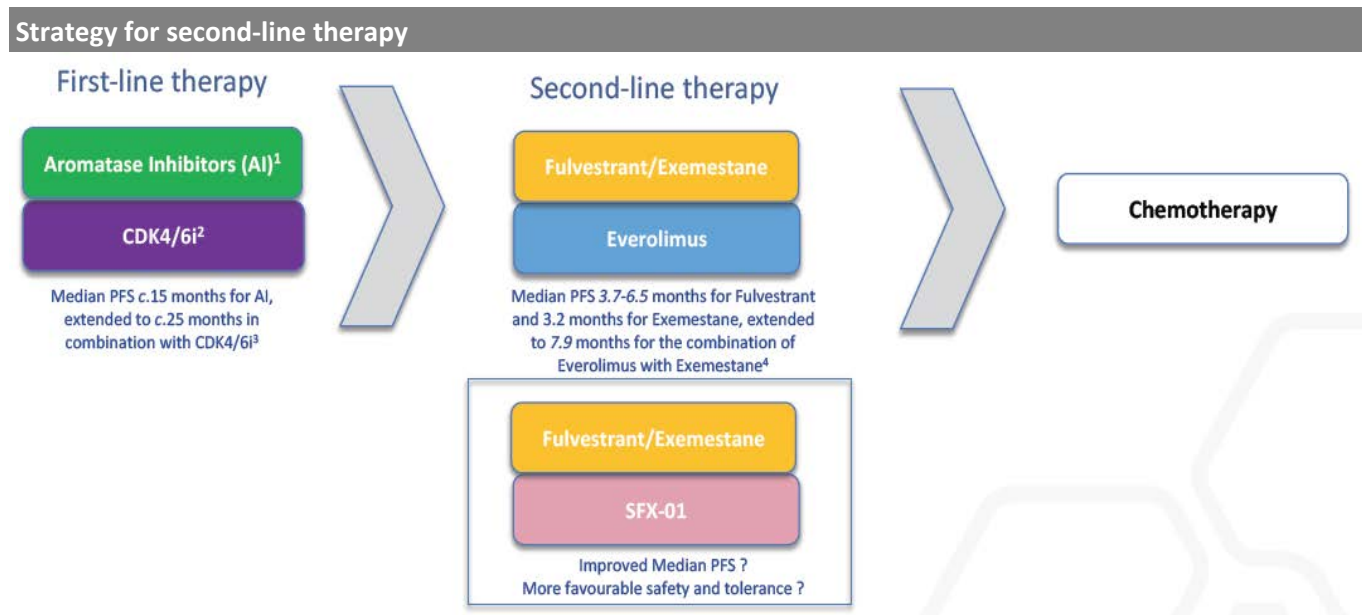 Strategy for second-line therapy
First-line therapy
Aromatase Inhibitors (AI)¹
CDK4/6i²
Median PFS c.15 months for AI,
extended to c.25 months in
combination with CDK4/6i³
Second-line therapy
Fulvestrant/Exemestane
Everolimus
Median PFS 3.7-6.5 months for Fulvestrant
and 3.2 months for Exemestane, extended
to 7.9 months for the combination of
Everolimus with Exemestane⁴
Fulvestrant/Exemestane
SFX-01
Improved Median PFS ?
More favourable safety and tolerance ?
Chemotherapy